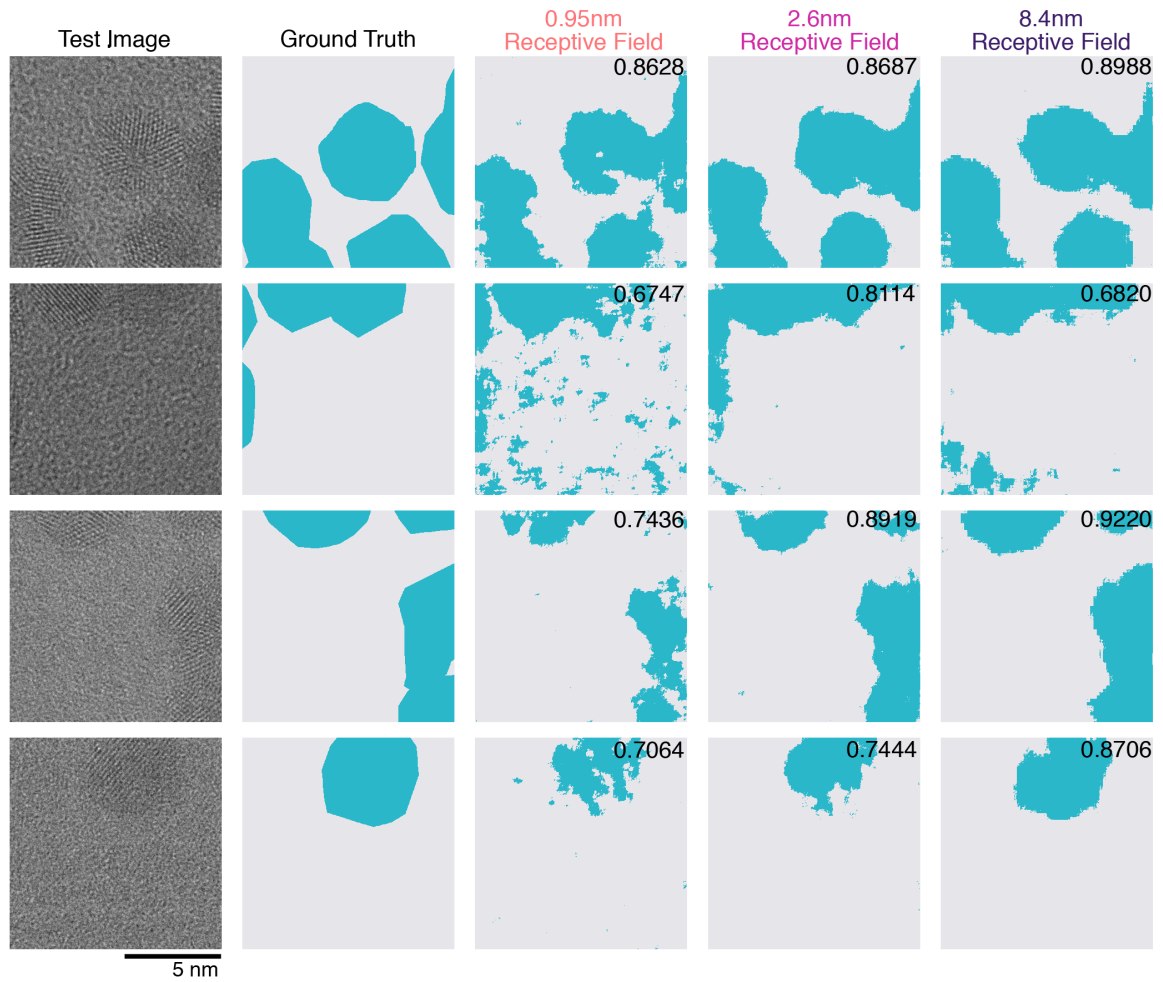 Test Image
Ground Truth
0.95nm
Receptive Field
2.6nm
Receptive Field
8.4nm
Receptive Field
0.8628
0.8687
0.8988
0.6747
0.8114
0.6820
0.7436
0.8919
0.9220
0.7064
0.7444
0.8706
5 nm